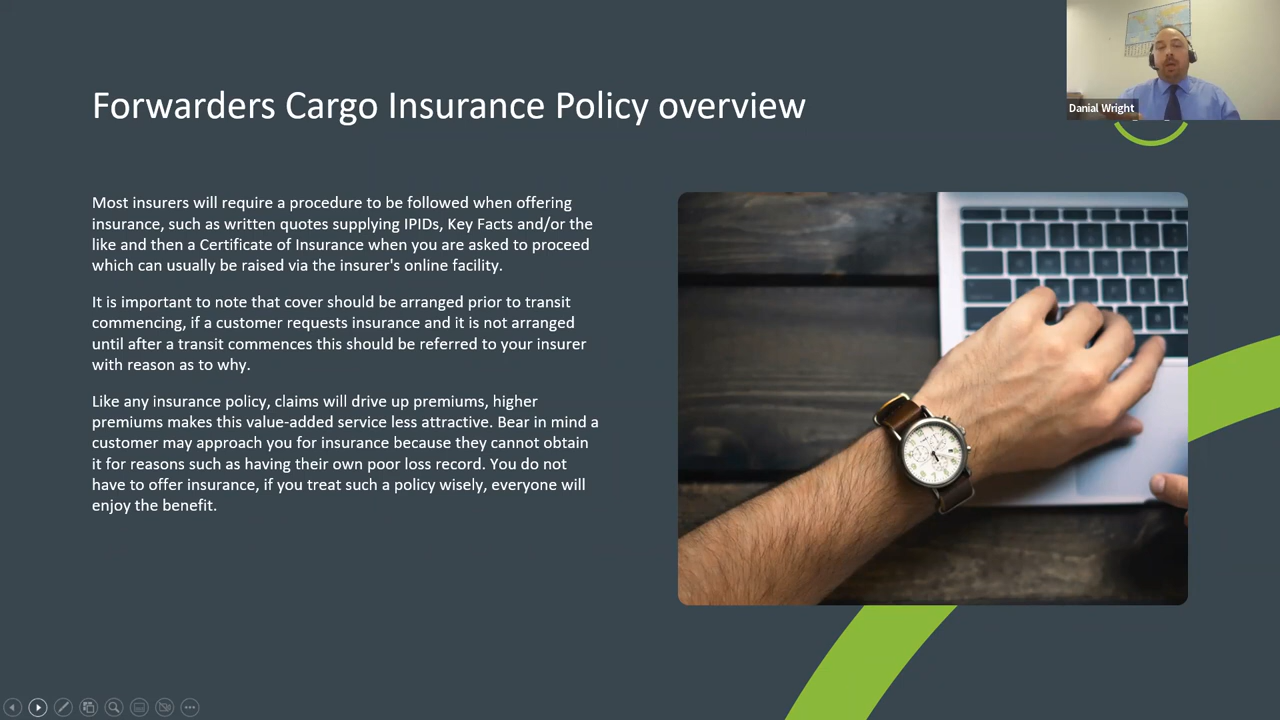 Forwarders Cargo Insurance Policy overview
Danial Wright
Most insurers will require a procedure to be followed when offering
insurance, such as written quotes supplying IPIDs, Key Facts and/or the
like and then a Certificate of Insurance when you are asked to proceed
which can usually be raised via the insurer's online facility.
It is important to note that cover should be arranged prior to transit
commencing, if a customer requests insurance and it is not arranged
until after a transit commences this should be referred to your insurer
with reason as to why.
Like any insurance policy, claims will drive up premiums, higher
premiums makes this value-added service less attractive. Bear in mind a
customer may approach you for insurance because they cannot obtain
it for reasons such as having their own poor loss record. You do not
have to offer insurance, if you treat such a policy wisely, everyone will
enjoy the benefit.